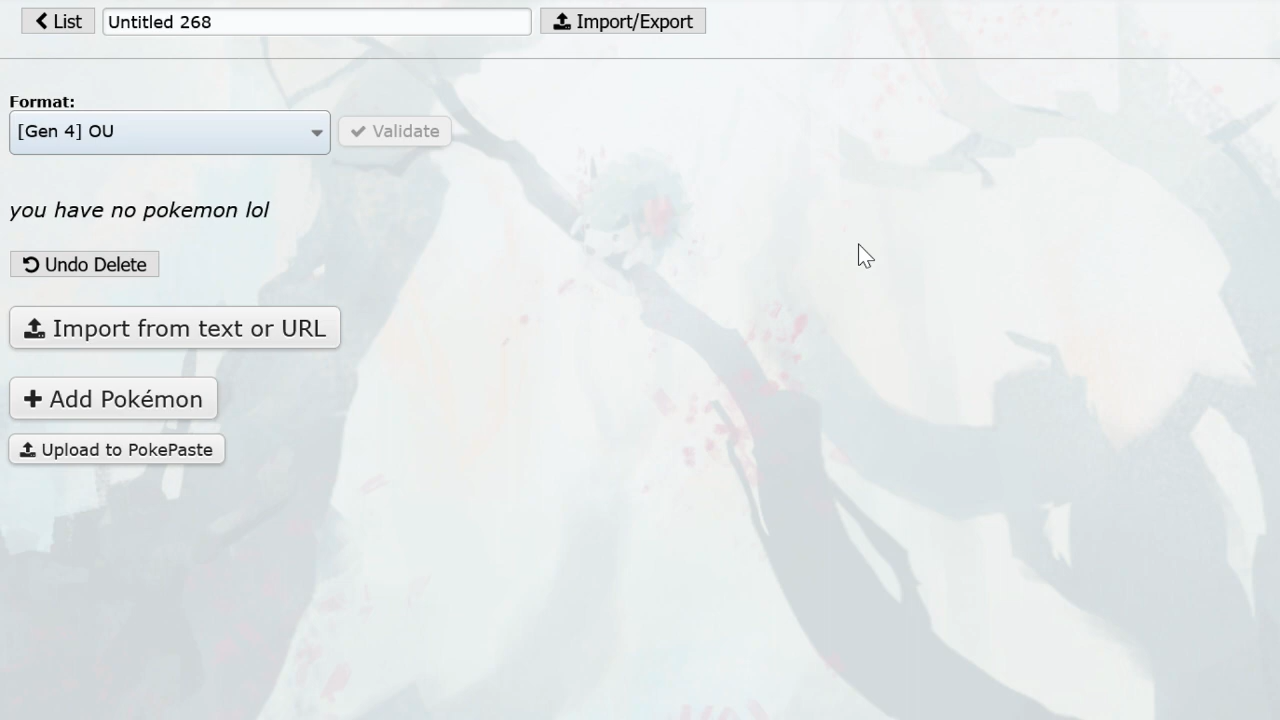 List
Untitled 268
Import/Export
Format:
[Gen 4] OU
Validate
you have no pokemon lol
Undo Delete
Import from text or URL
Add Pokémon
Upload to PokePaste